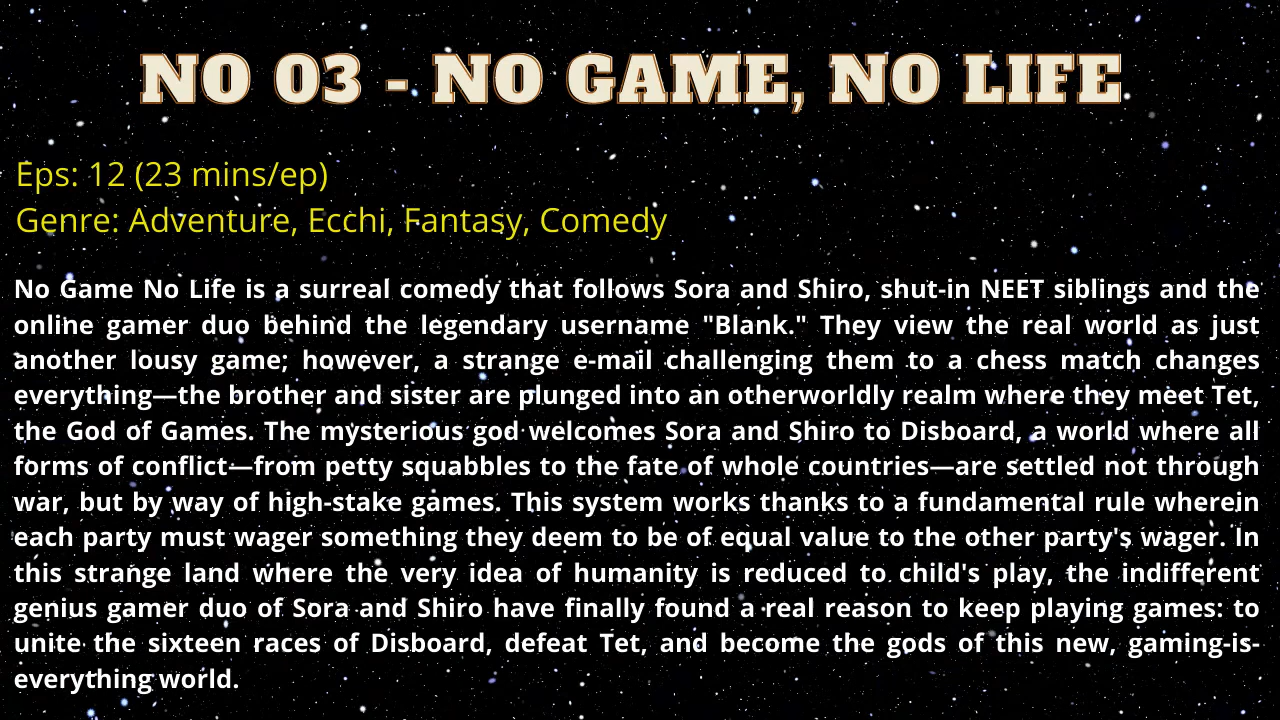 NO 03 - NO GAME, NO LIFE
Eps: 12 (23 mins/ep)
Genre: Adventure, Ecchi, Fantasy, Comedy
No Game No Life is a surreal comedy that follows Sora and Shiro, shut-in NEET siblings and the
online gamer duo behind the legendary username "Blank." They view the real world as just
another lousy game; however, a strange e-mail challenging them to a chess match changes
everything—the brother and sister are plunged into an otherworldly realm where they meet Tet,
the God of Games. The mysterious god welcomes Sora and Shiro to Disboard, a world where all
forms of conflict—from petty squabbles to the fate of whole countries—are settled not through
war, but by way of high-stake games. This system works thanks to a fundamental rule wherein
each party must wager something they deem to be of equal value to the other party's wager. In
this strange land where the very idea of humanity is reduced to child's play, the indifferent
genius gamer duo of Sora and Shiro have finally found a real reason to keep playing games: to
unite the sixteen races of Disboard, defeat Tet, and become the gods of this new, gaming-is-
everything world.